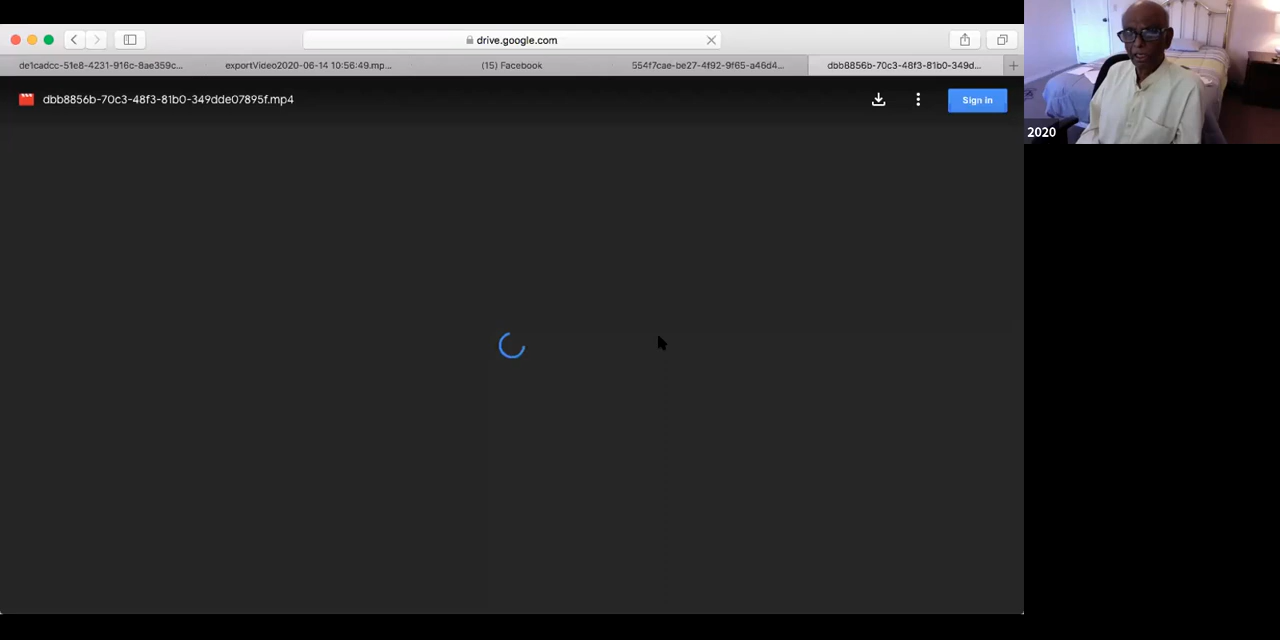 drive.google.com
de1cadcc-51e8-4231-916c-8ae359c...
exportVideo2020-06-14 10:56:49.mp...
(15) Facebook
554f7cae-be27-4f92-9f65-a46d4...
dbb8856b-70c3-48f3-81b0-349d...
dbb8856b-70c3-48f3-81b0-349dde07895f.mp4
Sign in
2020